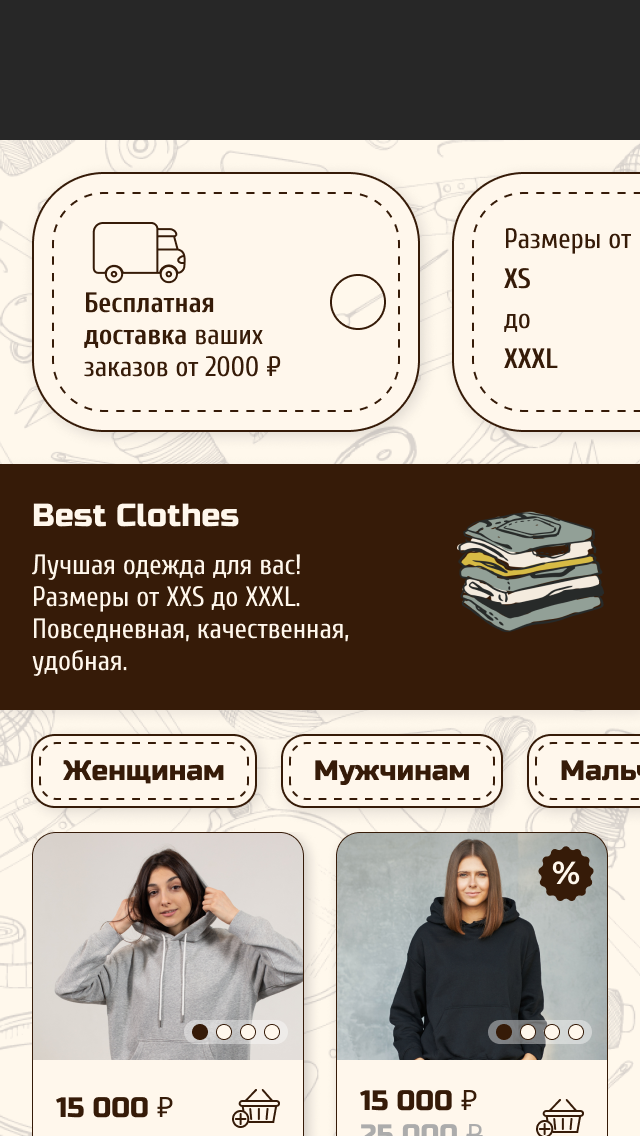 Бесплатная
доставка ваших
заказов от 2000 ₽
Размеры от
XS
до
XXXL
Best Clothes
Лучшая одежда для вас!
Размеры от XXS до XXXL.
Повседневная, качественная,
удобная.
Женщинам
Мужчинам
Мальч
%
15 000 ₽
15 000 ₽
25 000 ₽